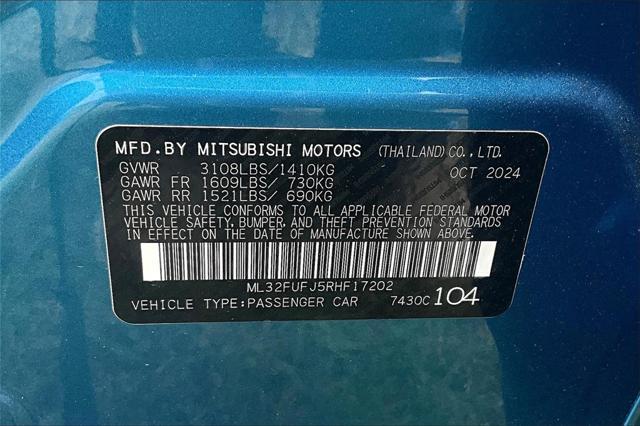 MFD.BY MITSUBISHI MOTORS (THAILAND)CO.,LTD.
GVWR 3108LBS/1410KG OCT 2024
GAWR FR 1609LBS/ 730KG
GAWR RR 1521LBS/ 690KG
THIS VEHICLE CONFORMS TO ALL APPLICABLE FEDERAL MOTOR
VEHICLE SAFETY, BUMPER, AND THEFT PREVENTION STANDARDS
IN EFFECT ON THE DATE OF MANUFACTURE SHOWN ABOVE.
ML32FUFJ5RHF17202
VEHICLE TYPE:PASSENGER CAR 7430C 104